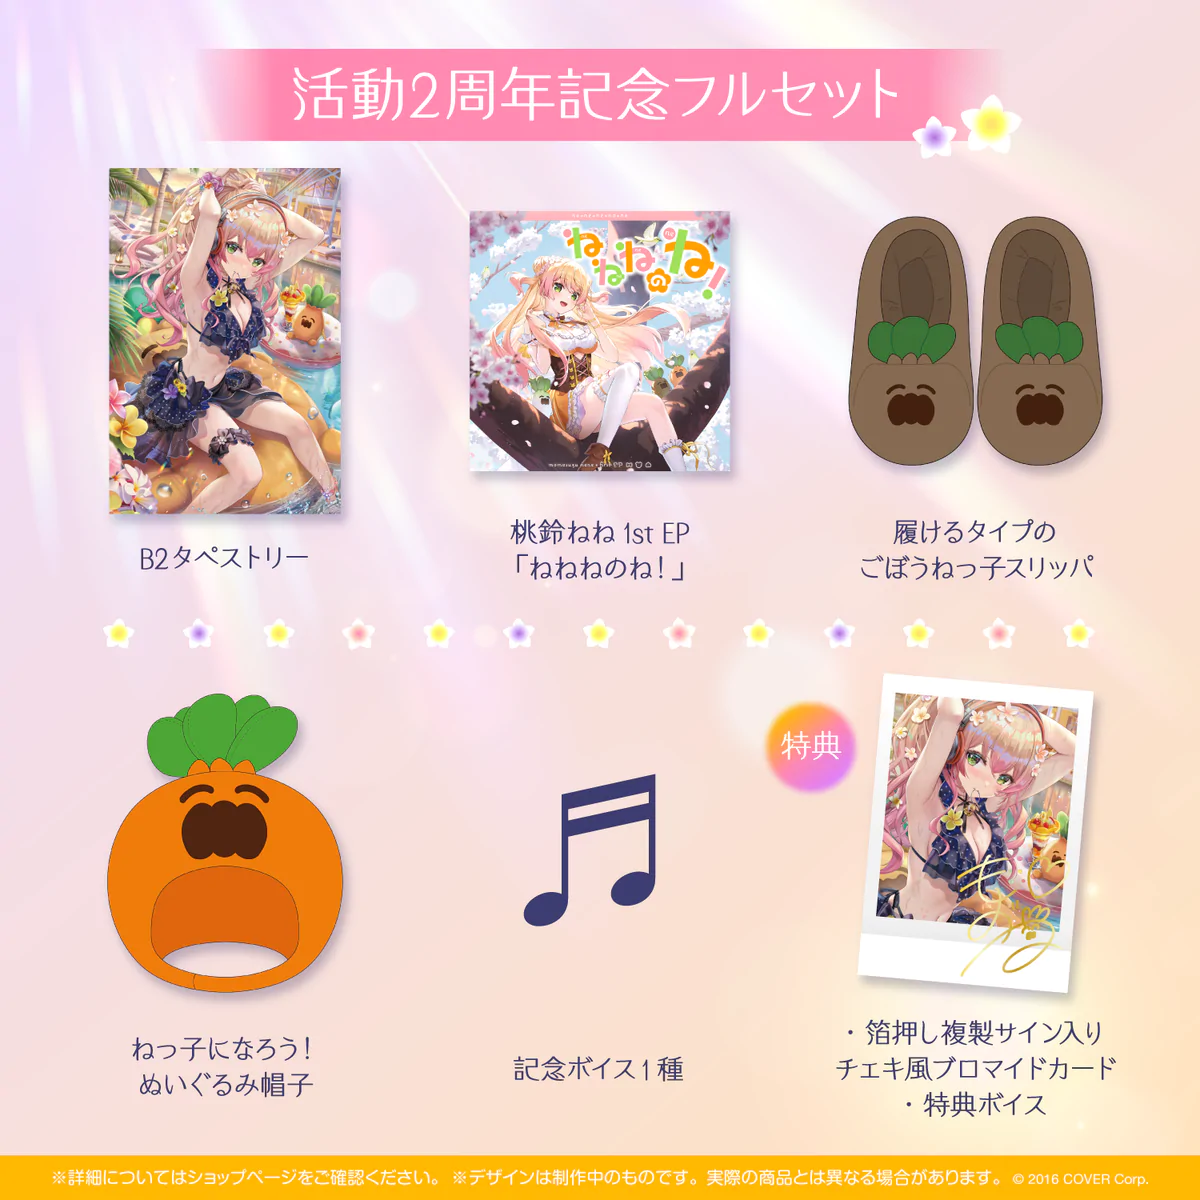 活動2周年記念フルセット
ねねねのね!
B2タペストリー
桃鈴ねね 1st EP
「ねねねのね!」
履けるタイプの
ごぼうねっ子スリッパ
特典
ねっ子になろう!
ぬいぐるみ帽子
記念ボイス1種
・箔押し複製サイン入り
チェキ風ブロマイドカード
・特典ボイス
※詳細についてはショップページをご確認ください。 ※デザインは制作中のものです。実際の商品とは異なる場合があります。 © 2016 COVER Corp.